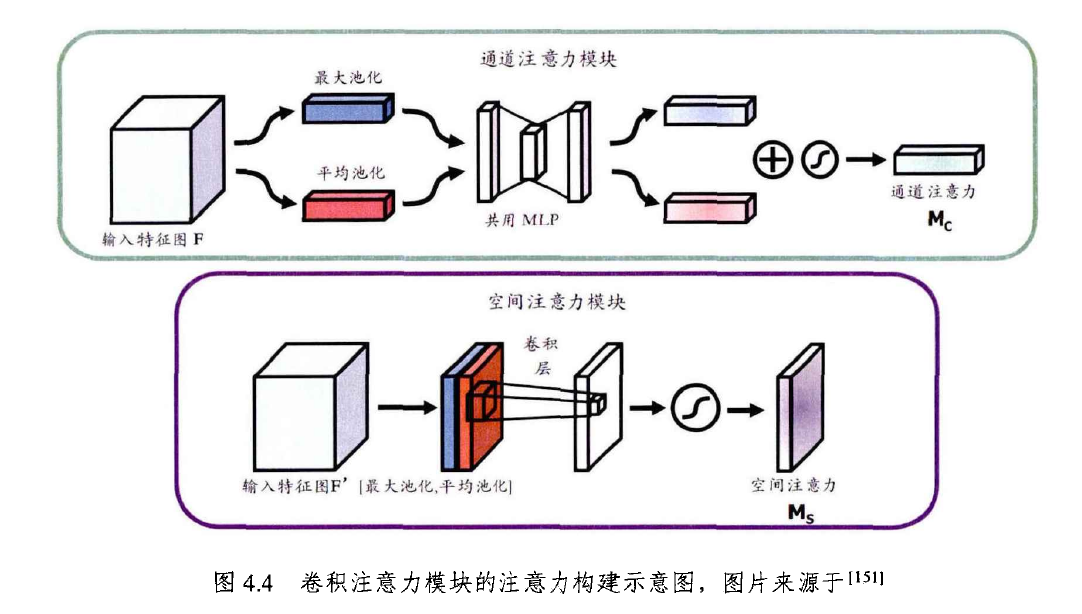 通道注意力模块
最大池化
平均池化
输入特征图 F
共用 MLP
通道注意力
Mc
空间注意力模块
卷积
层
输入特征图F'
[最大池化,平均池化]
空间注意力
Ms
图 4.4 卷积注意力模块的注意力构建示意图，图片来源于[151]